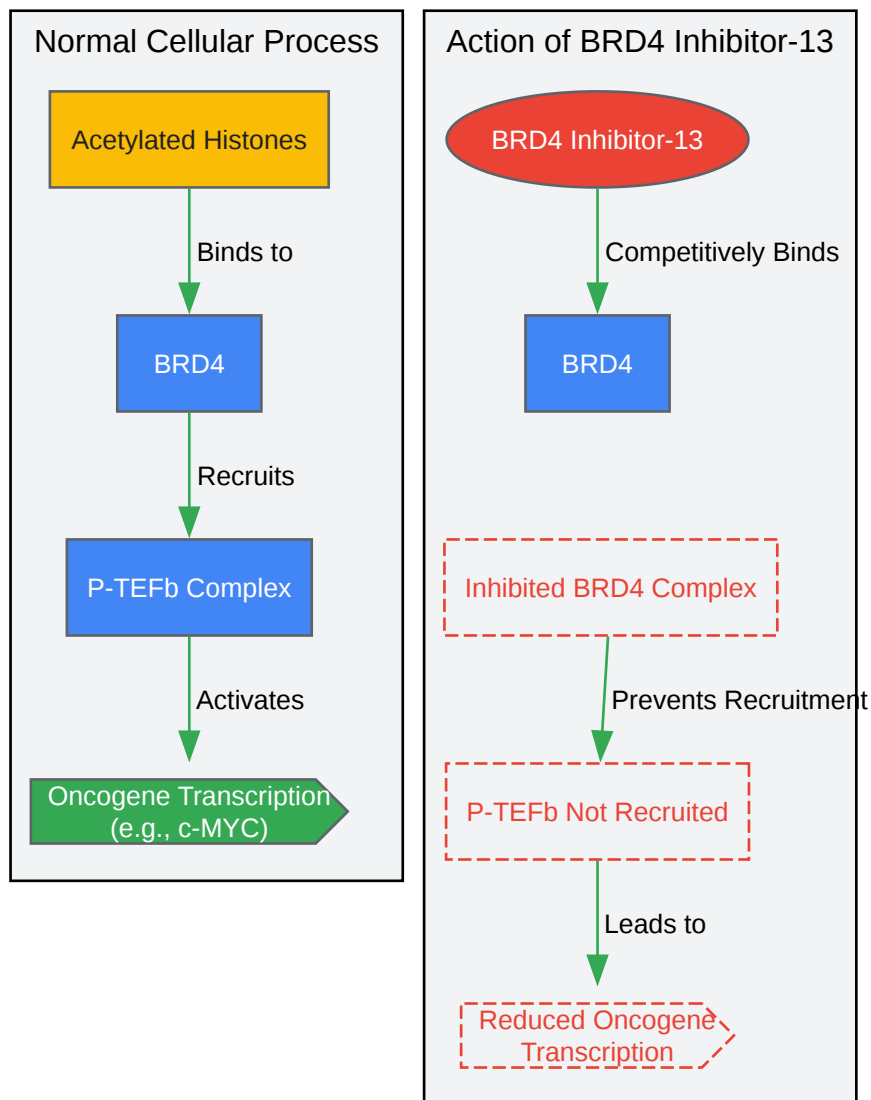 Normal Cellular Process
Acetylated Histones
Binds to
BRD4
Recruits
P-TEFb Complex
Activates
Oncogene Transcription
(e.g., c-MYC)
Action of BRD4 Inhibitor-13
BRD4 Inhibitor-13
Competitively Binds
BRD4
Inhibited BRD4 Complex
Prevents Recruitment
P-TEFb Not Recruited
Leads to
Reduced Oncogene
Transcription